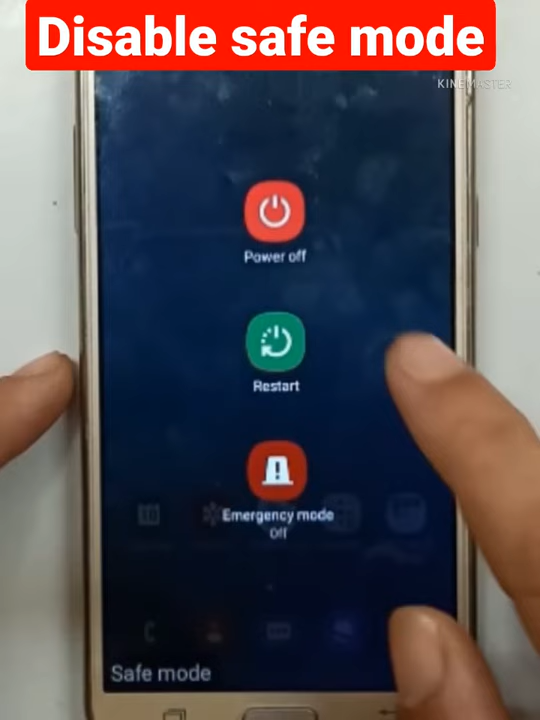 Disable safe mode
KINEMASTER
Power off
Restart
Emergency mode
Off
Safe mode